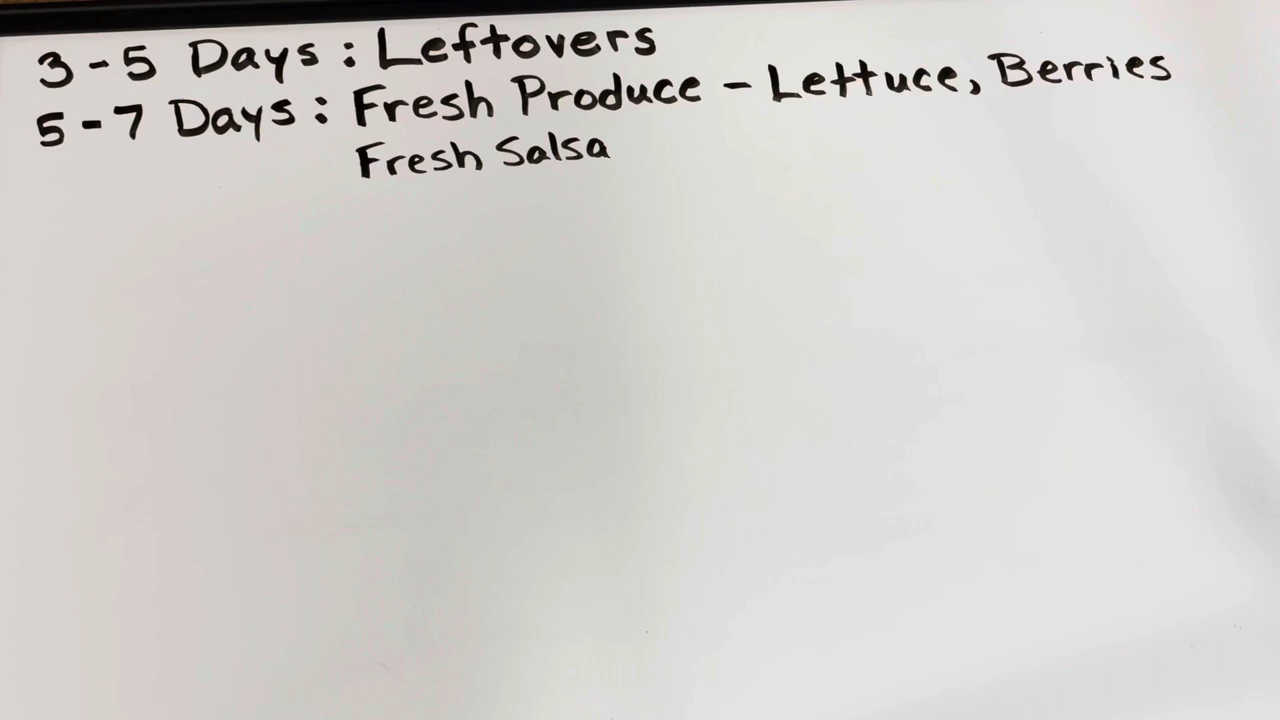 3-5 Days: Leftovers
5-7 Days: Fresh Produce - Lettuce, Berries
Fresh Salsa